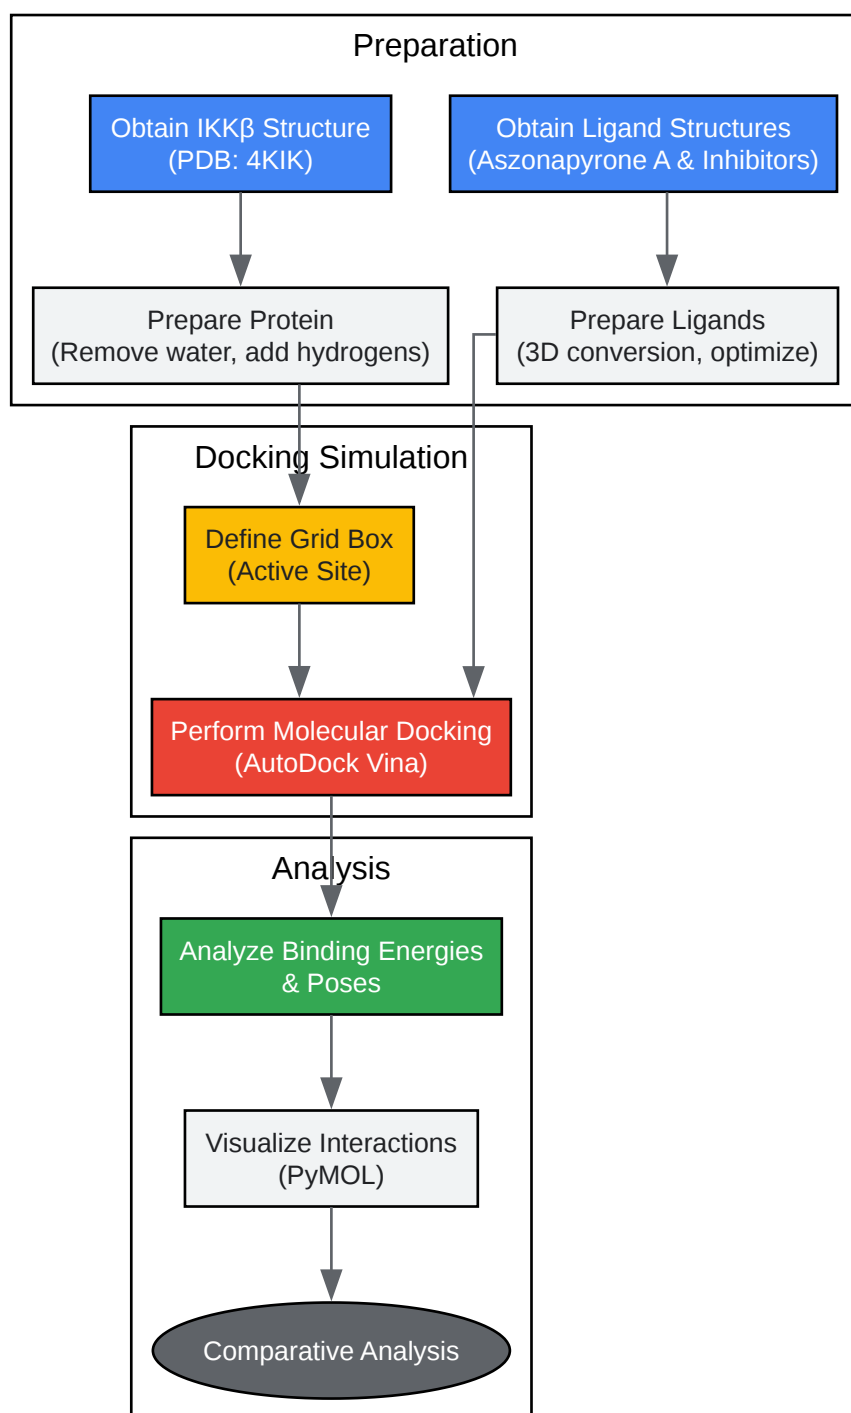 Preparation
Obtain IKKβ Structure
(PDB: 4KIK)
Obtain Ligand Structures
(Aszonapyrone A & Inhibitors)
Prepare Protein
(Remove water, add hydrogens)
Prepare Ligands
(3D conversion, optimize)
Docking Simulation
Define Grid Box
(Active Site)
Perform Molecular Docking
(AutoDock Vina)
Analysis
Analyze Binding Energies
& Poses
Visualize Interactions
(PyMOL)
Comparative Analysis